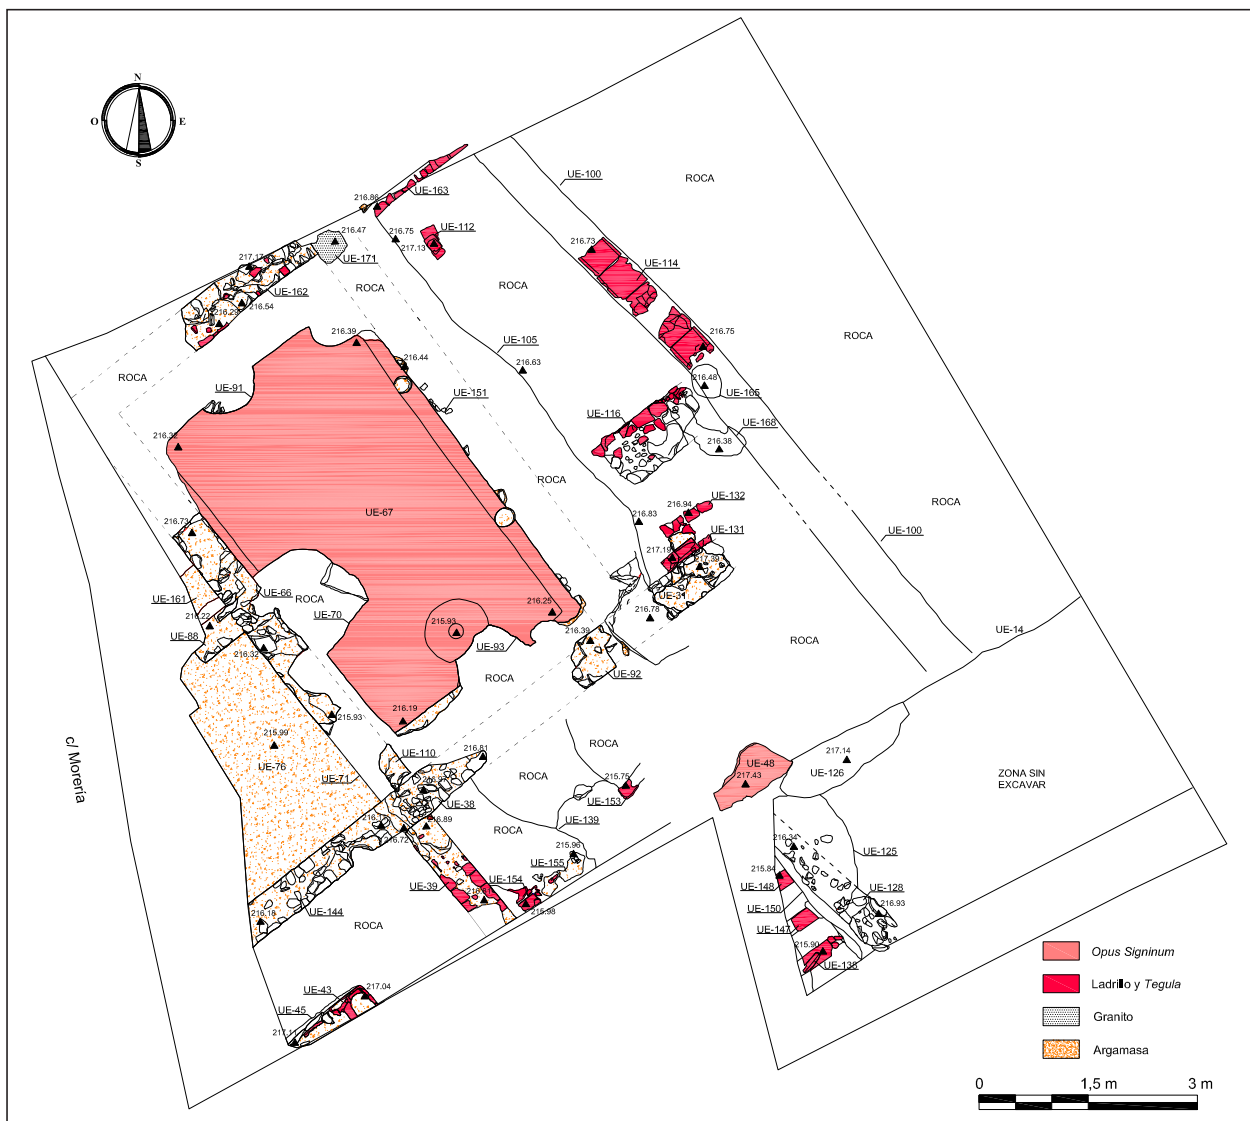 N
O
E
S
216.86
UE-163
UE-100
ROCA
216.47
216.75
UE-112
217.13
216.73
217.17
UE-171
UE-114
UE-162
ROCA
ROCA
216.54
216.29
216.39
UE-105
216.75
ROCA
216.44
216.63
ROCA
UE-91
UE-151
216.48
UE-165
UE-116
UE-168
216.32
216.38
ROCA
UE-132
216.94
ROCA
UE-67
216.83
216.73
UE-131
UE-100
217.19
217.39
UE-66
UE-161
ROCA
UE-31
216.25
UE-70
216.22
215.93
216.78
UE-14
UE-88
216.39
ROCA
216.32
UE-93
UE-92
ROCA
215.93
216.19
215.99
c/ Morería
UE-110
216.81
ROCA
217.14
UE-76
UE-48
UE-126
UE-71
ZONA SIN
EXCAVAR
215.75
217.43
UE-38
UE-153
UE-139
216.72
ROCA
216.34
UE-125
215.96
UE-155
215.84
UE-39
UE-154
UE-148
UE-128
UE-144
UE-150
216.93
216.18
215.98
ROCA
UE-147
215.90
UE-138
UE-43
217.04
UE-45
217.11
Opus Signinum
Ladrillo y Tegula
Granito
Argamasa
0 1,5 m 3 m